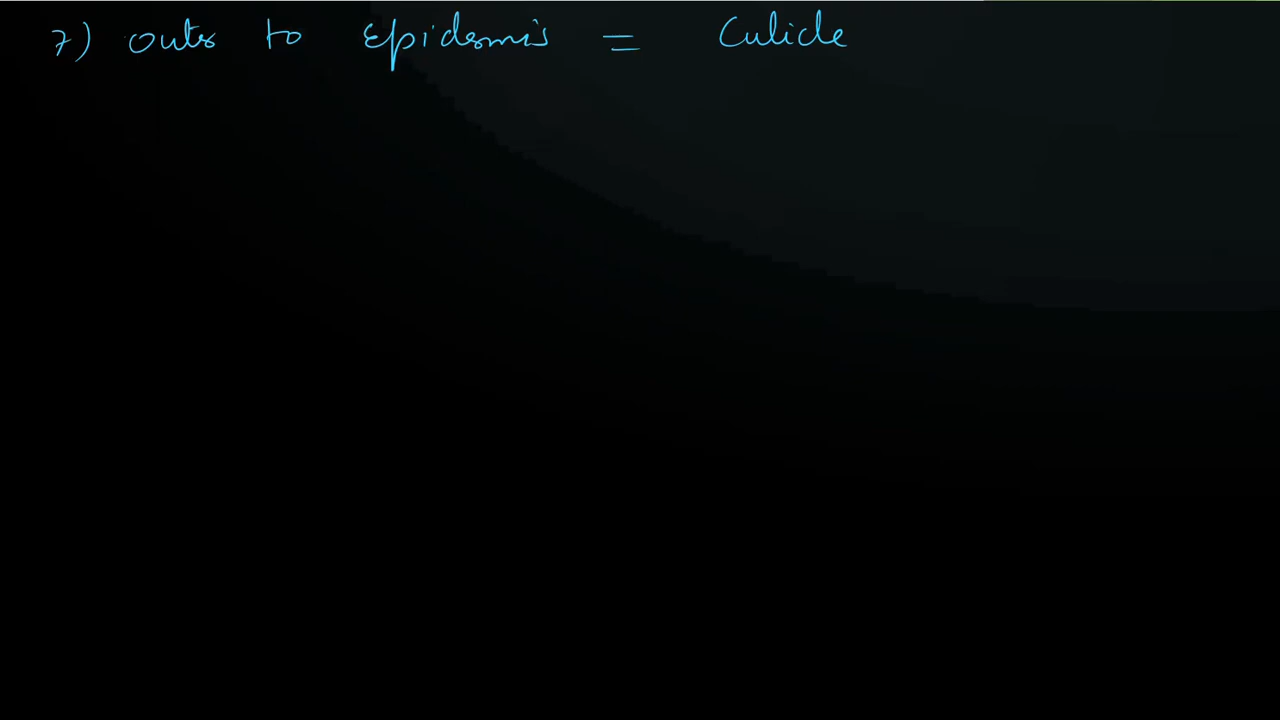 7) outer to Epidermis = Cuticle